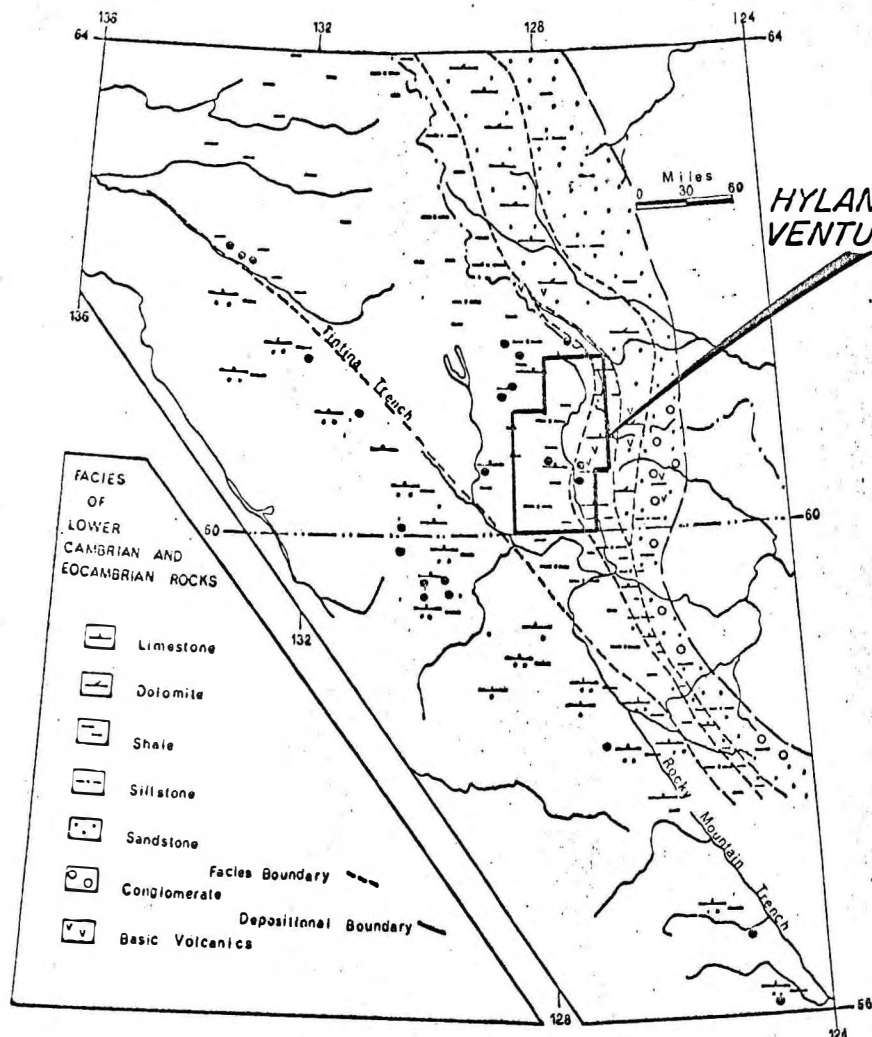 136
132
128
124
64
64
Miles
0 30 60
HYLAN
VENTU
136
Tintina Trench
60
60
FACIES
OF
LOWER
CAMBRIAN AND
EOCAMBRIAN ROCKS
132
Limestone
Dolomite
Shale
Siltstone
Sandstone
Conglomerate
Basic Volcanics
Facies Boundary
Depositional Boundary
Rocky Mountain Trench
128
56
124